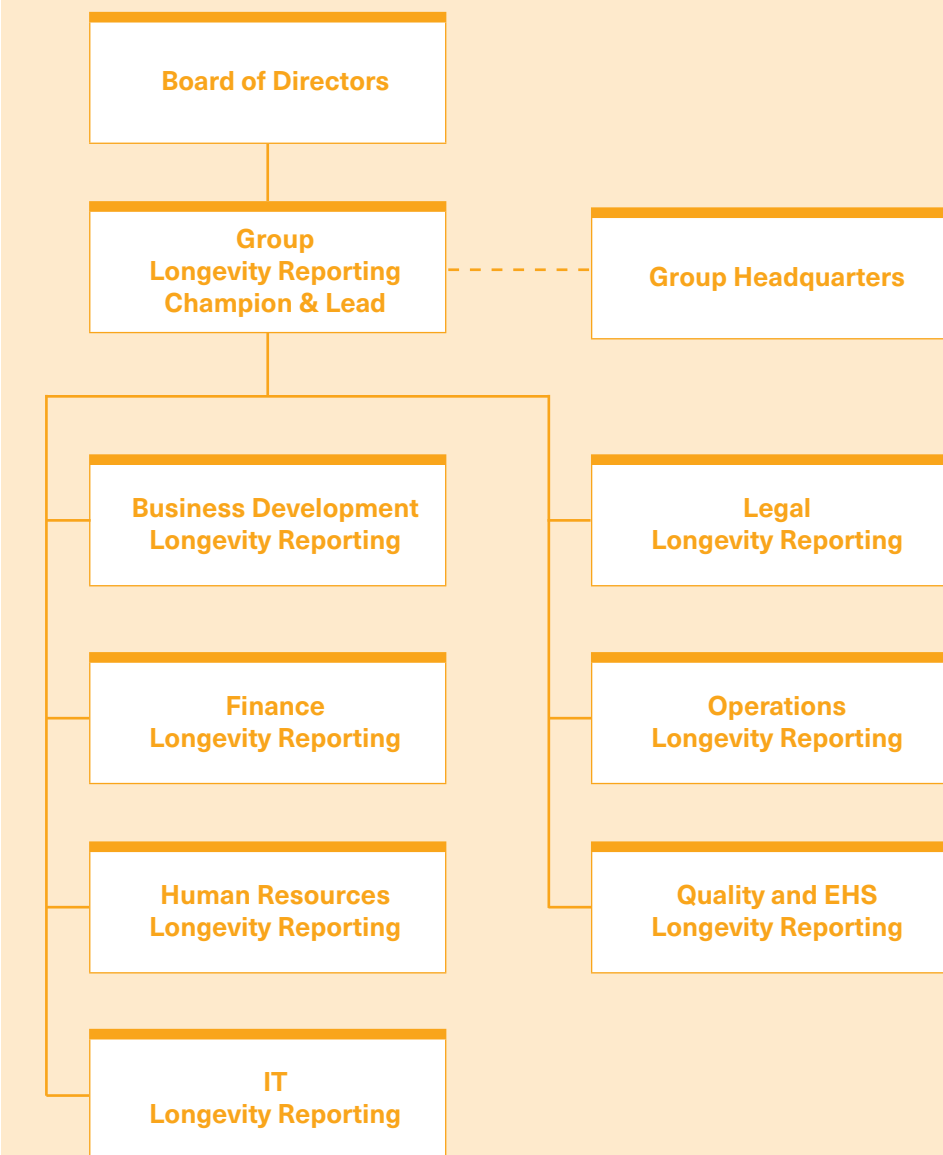 Board of Directors
Group
Longevity Reporting
Champion & Lead
Group Headquarters
Business Development
Longevity Reporting
Legal
Longevity Reporting
Finance
Longevity Reporting
Operations
Longevity Reporting
Human Resources
Longevity Reporting
Quality and EHS
Longevity Reporting
IT
Longevity Reporting